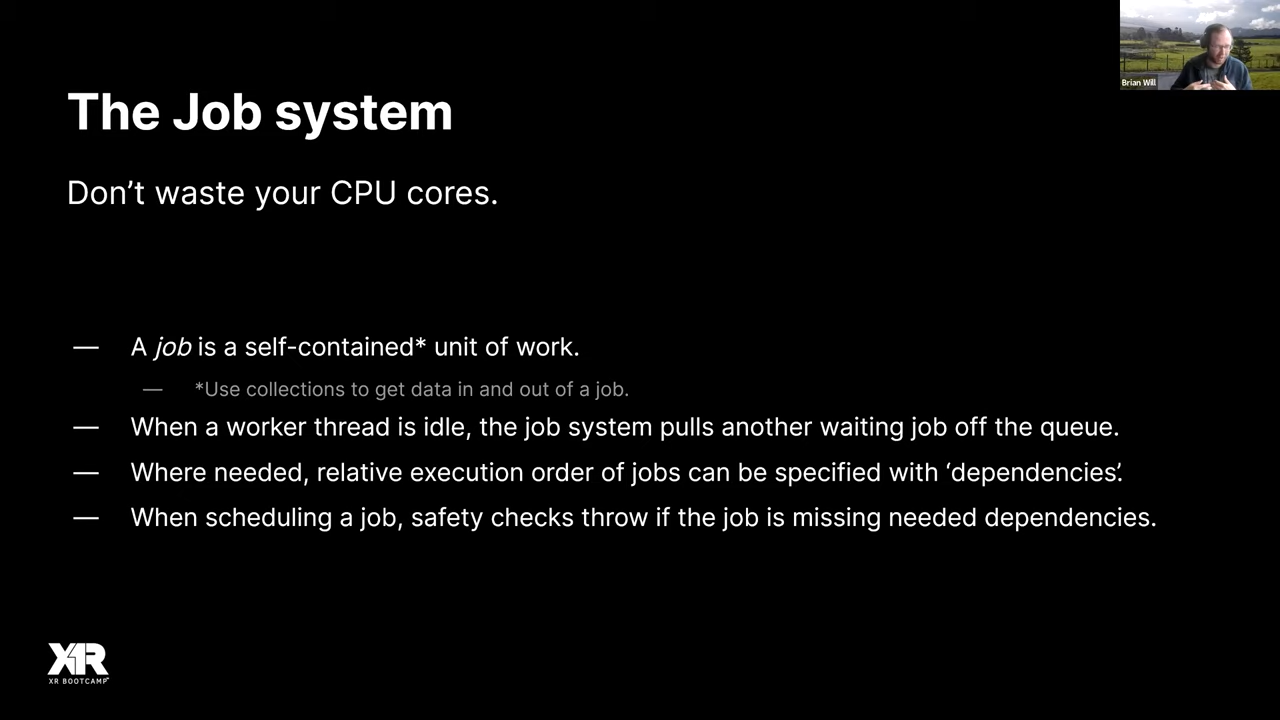 Brian Will
The Job system
Don’t waste your CPU cores.
— A job is a self-contained* unit of work.
— *Use collections to get data in and out of a job.
— When a worker thread is idle, the job system pulls another waiting job off the queue.
— Where needed, relative execution order of jobs can be specified with ‘dependencies’.
— When scheduling a job, safety checks throw if the job is missing needed dependencies.
XR
XR BOOTCAMP